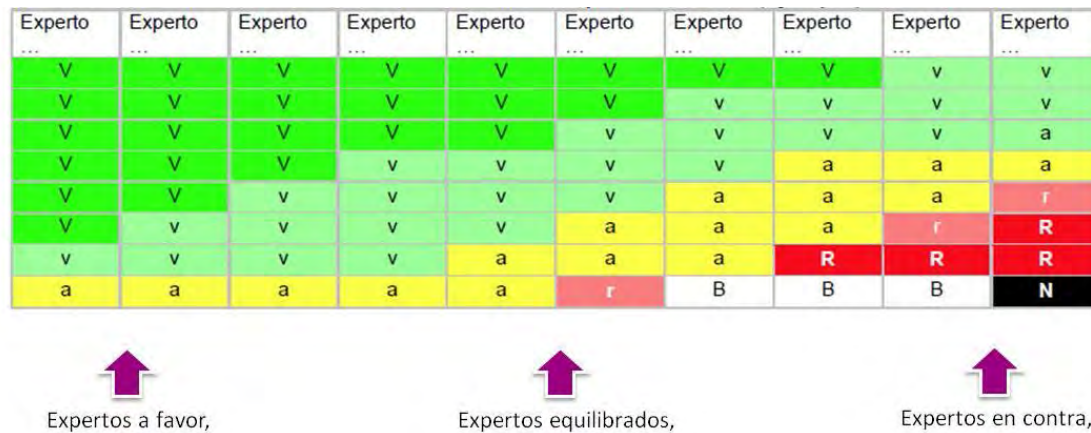 Experto Experto Experto Experto Experto Experto Experto Experto Experto Experto
... ... ... ... ... ... ... ... ... ...
V V V V V V V V v v
V V V V V V v v v v
V V V V V v v v v a
V V V v v v v a a a
V V v v v v a a a r
V v v v v a a a r R
v v v v a a a R R R
a a a a a r B B B N
Expertos a favor, Expertos equilibrados, Expertos en contra,